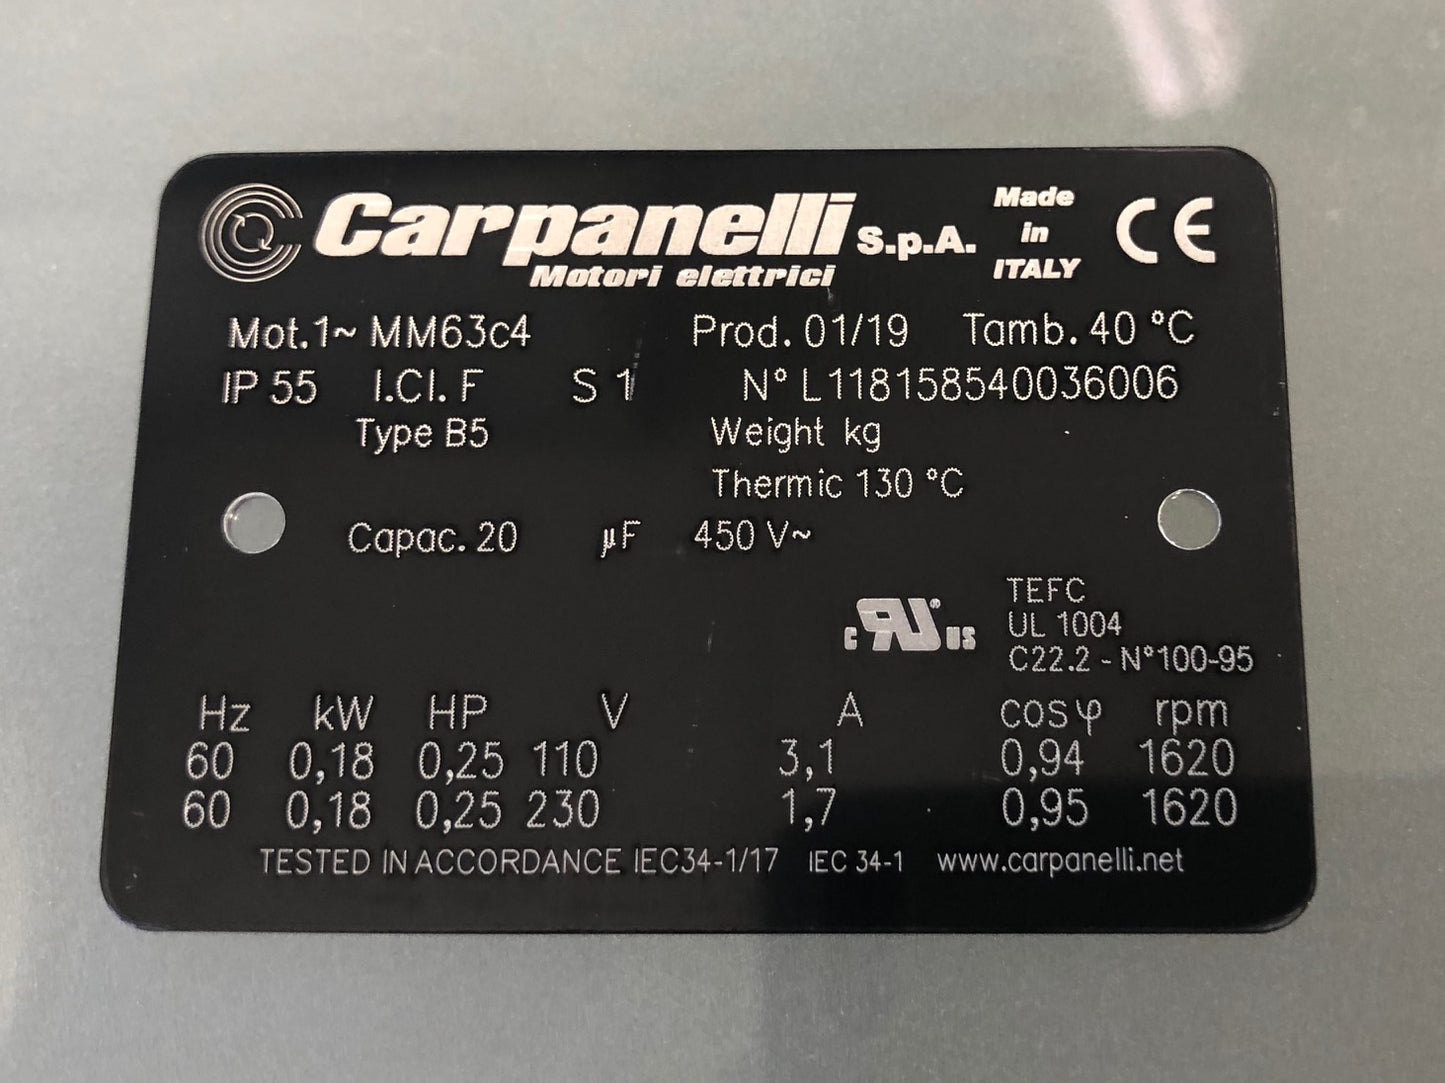 Carpanelli S.p.A. Made in ITALY CE
Motori elettrici
Mot.1~ MM63c4 Prod. 01/19 Tamb. 40 °C
IP 55 I.Cl. F S 1 N° L118158540036006
Type B5 Weight kg
Thermic 130 °C
Capac. 20 µF 450 V~
c RU ® US
TEFC
UL 1004
C22.2 - N°100-95
Hz kW HP V A cosφ rpm
60 0,18 0,25 110 3,1 0,94 1620
60 0,18 0,25 230 1,7 0,95 1620
TESTED IN ACCORDANCE IEC34-1/17 IEC 34-1 www.carpanelli.net